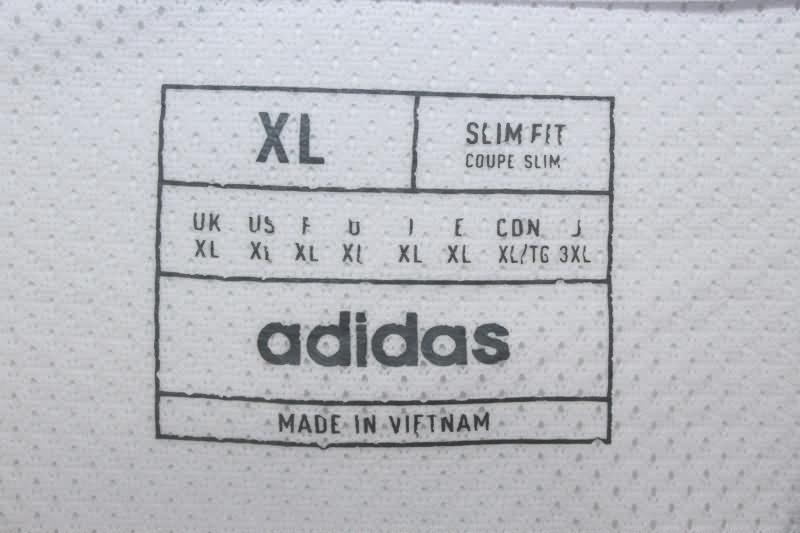 XL
SLIM FIT
COUPE SLIM
UK US F D I E CDN J
XL XL XL XL XL XL XL/TG 3XL
adidas
MADE IN VIETNAM